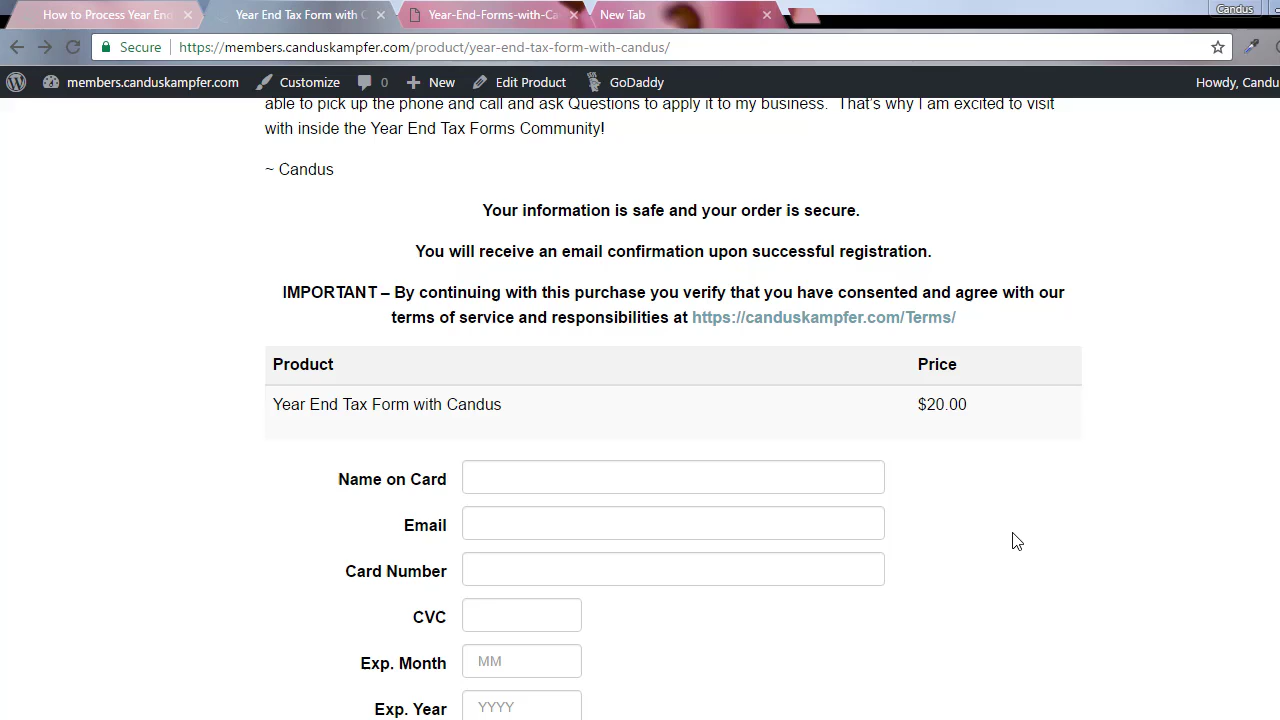 How to Process Year End
Year End Tax Form with C
Year-End-Forms-with-Ca
New Tab
Candus
Secure
https://members.canduskampfer.com/product/year-end-tax-form-with-candus/
members.canduskampfer.com
Customize
0
New
Edit Product
GoDaddy
Howdy, Candu
able to pick up the phone and call and ask Questions to apply it to my business.  That's why I am excited to visit
with inside the Year End Tax Forms Community!
~ Candus
Your information is safe and your order is secure.
You will receive an email confirmation upon successful registration.
IMPORTANT – By continuing with this purchase you verify that you have consented and agree with our
terms of service and responsibilities at https://canduskampfer.com/Terms/
Product Price
Year End Tax Form with Candus $20.00
Name on Card
Email
Card Number
CVC
Exp. Month MM
Exp. Year YYYY